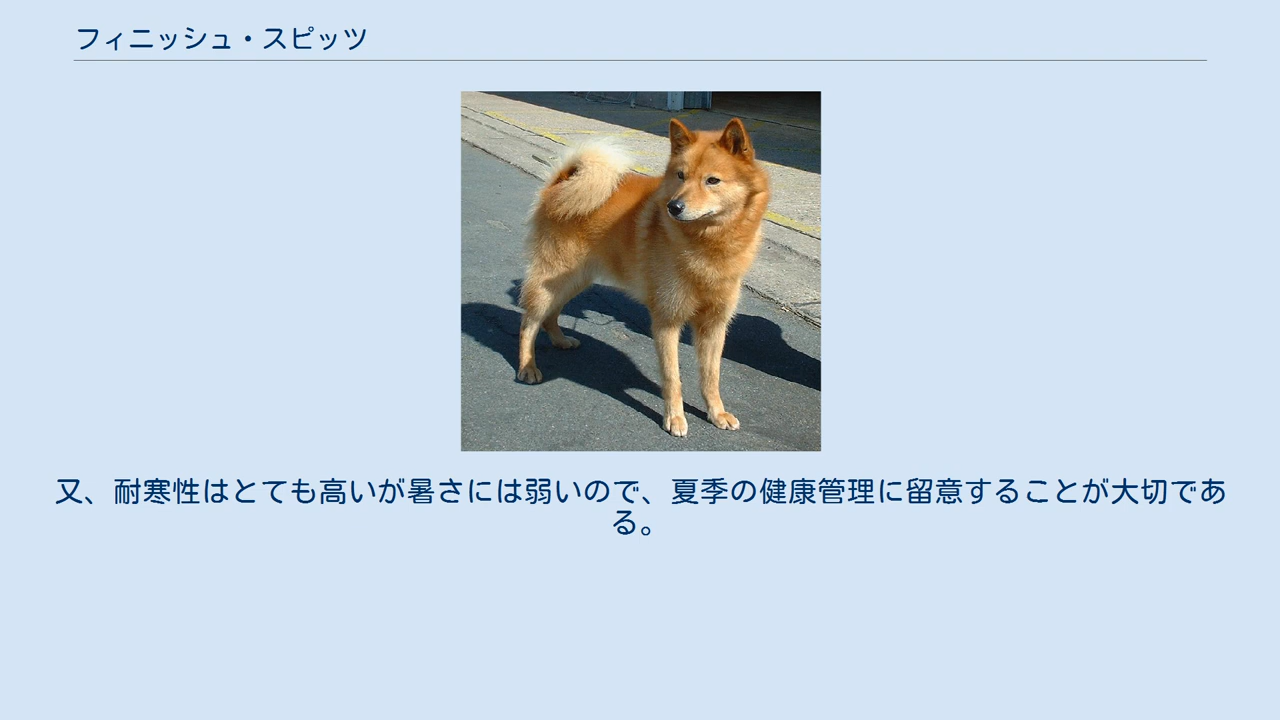 フィニッシュ・スピッツ
又、耐寒性はとても高いが暑さには弱いので、夏季の健康管理に留意することが大切であ
る。